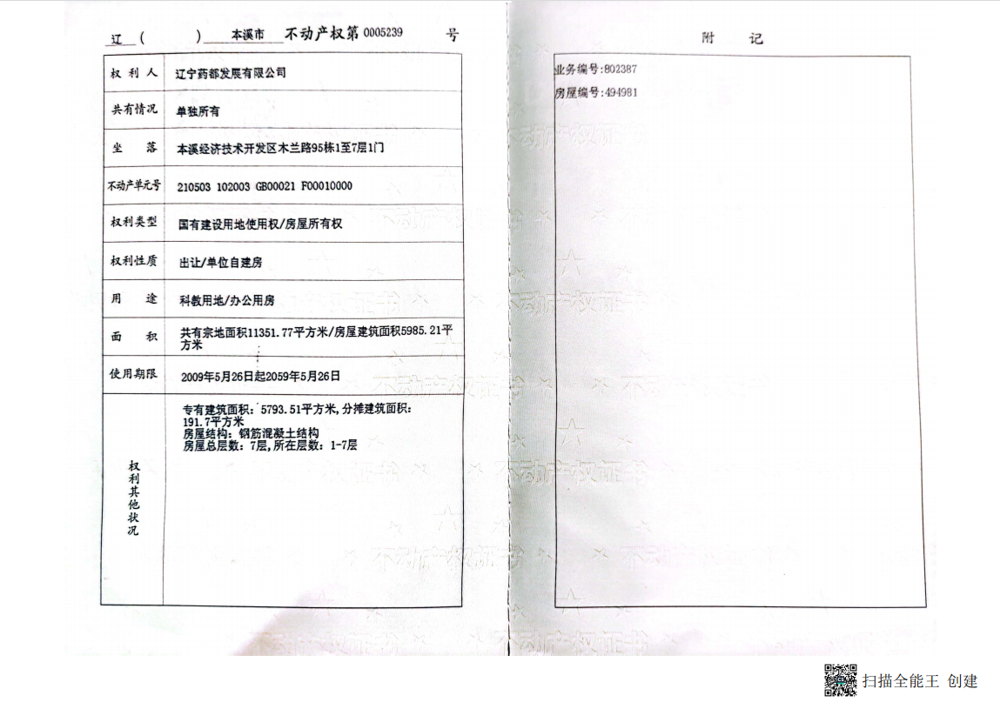 辽 (    ) 本溪市 不动产权第 0005239 号
权利人 辽宁药都发展有限公司
共有情况 单独所有
坐落 本溪经济技术开发区木兰路95栋1至7层1门
不动产单元号 210503 102003 GB00021 F00010000
权利类型 国有建设用地使用权/房屋所有权
权利性质 出让/单位自建房
用途 科教用地/办公用房
面积 共有宗地面积11351.77平方米/房屋建筑面积5985.21平
方米
使用期限 2009年5月26日起2059年5月26日
权利其他状况
专有建筑面积：5793.51平方米,分摊建筑面积：
191.7平方米
房屋结构：钢筋混凝土结构
房屋总层数：7层,所在层数：1-7层
附 记
业务编号:802387
房屋编号:494981
不动产权证书
扫描全能王 创建